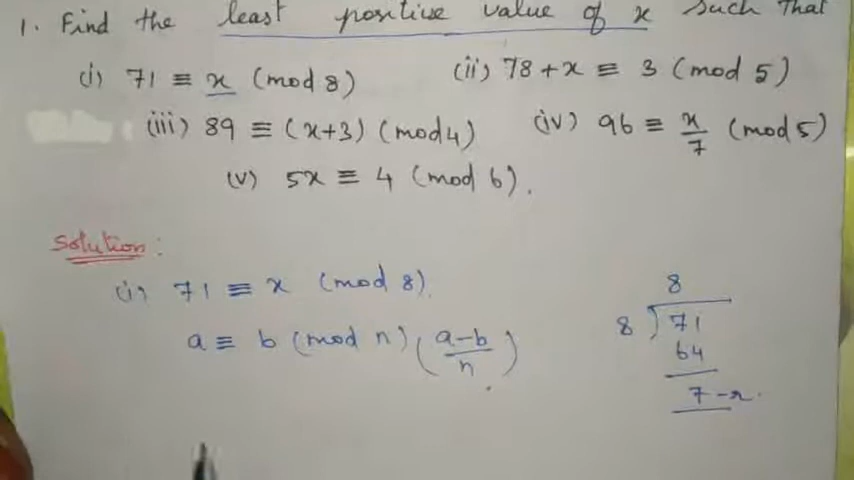 1. Find the least positive value of x such that
(i) 71 ≡ x (mod 8) (ii) 78 + x ≡ 3 (mod 5)
(iii) 89 ≡ (x+3) (mod 4) (iv) 96 ≡ x/7 (mod 5)
(v) 5x ≡ 4 (mod 6).
Solution:
(i) 71 ≡ x (mod 8).
a ≡ b (mod n) (a-b/n).
8
8) 71
64
7 - r.